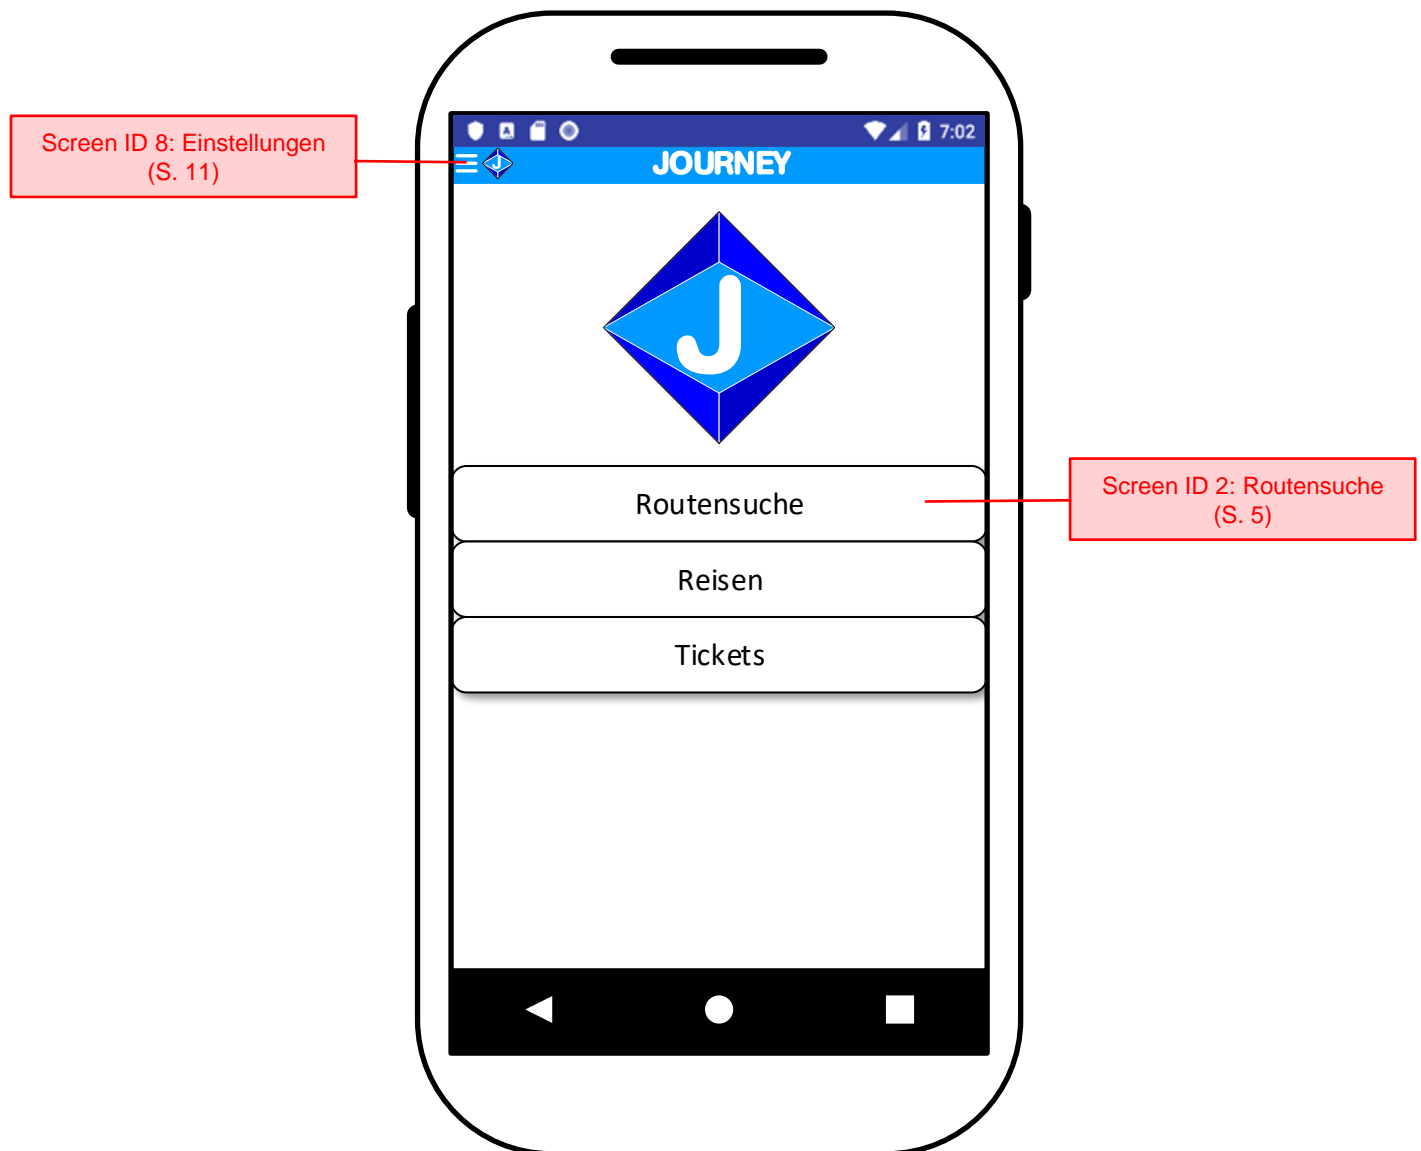 Screen ID 8: Einstellungen
(S. 11)
7:02
J
JOURNEY
J
Routensuche
Screen ID 2: Routensuche
(S. 5)
Reisen
Tickets